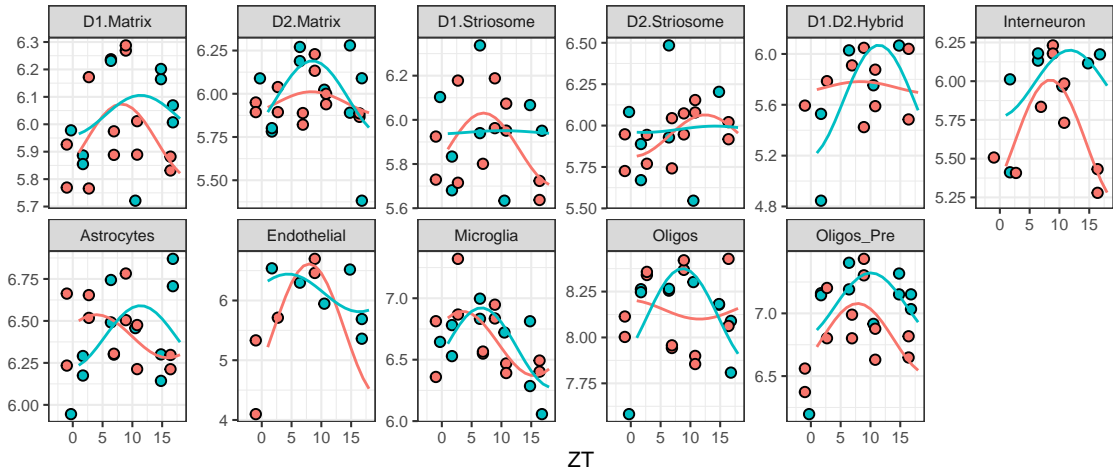 D1.Matrix D2.Matrix D1.Striosome D2.Striosome D1.D2.Hybrid Interneuron
6.3 6.25 6.2 6.50 6.0 6.25
6.2 6.00 6.0 6.25 5.6 6.00
6.1 5.75 5.8 6.00 5.2 5.75
6.0 5.50 5.6 5.75 4.8 5.50
5.9 5.50 5.25
5.8
5.7
0 5 10 15
Astrocytes Endothelial Microglia Oligos Oligos_Pre
6.75 6 7.0 8.25 7.0
6.50 5 6.5 8.00 6.5
6.25 4 6.0 7.75
6.00
0 5 10 15 0 5 10 15 0 5 10 15 0 5 10 15 0 5 10 15
ZT